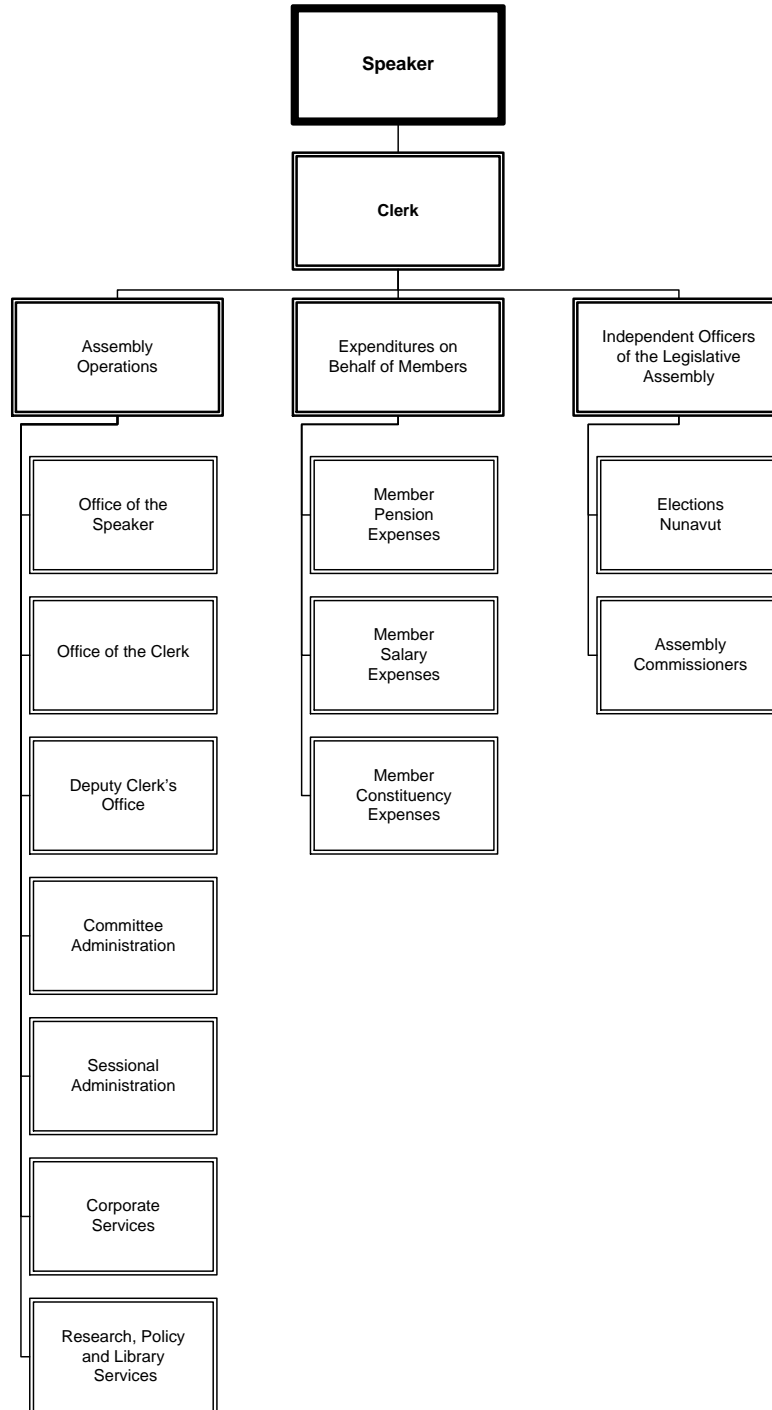 Speaker
Clerk
Assembly
Operations
Expenditures on
Behalf of Members
Independent Officers
of the Legislative
Assembly
Office of the
Speaker
Office of the Clerk
Deputy Clerk's
Office
Committee
Administration
Sessional
Administration
Corporate
Services
Research, Policy
and Library
Services
Member
Pension
Expenses
Member
Salary
Expenses
Member
Constituency
Expenses
Elections
Nunavut
Assembly
Commissioners